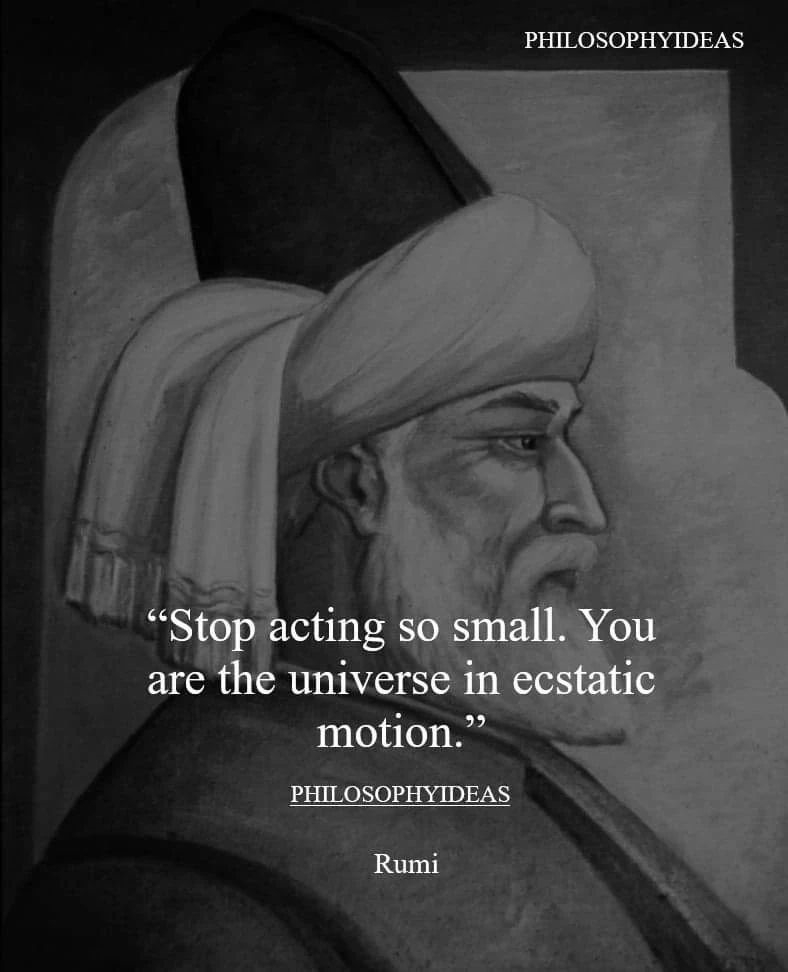 PHILOSOPHYIDEAS
“Stop acting so small. You
are the universe in ecstatic
motion.”
PHILOSOPHYIDEAS
Rumi